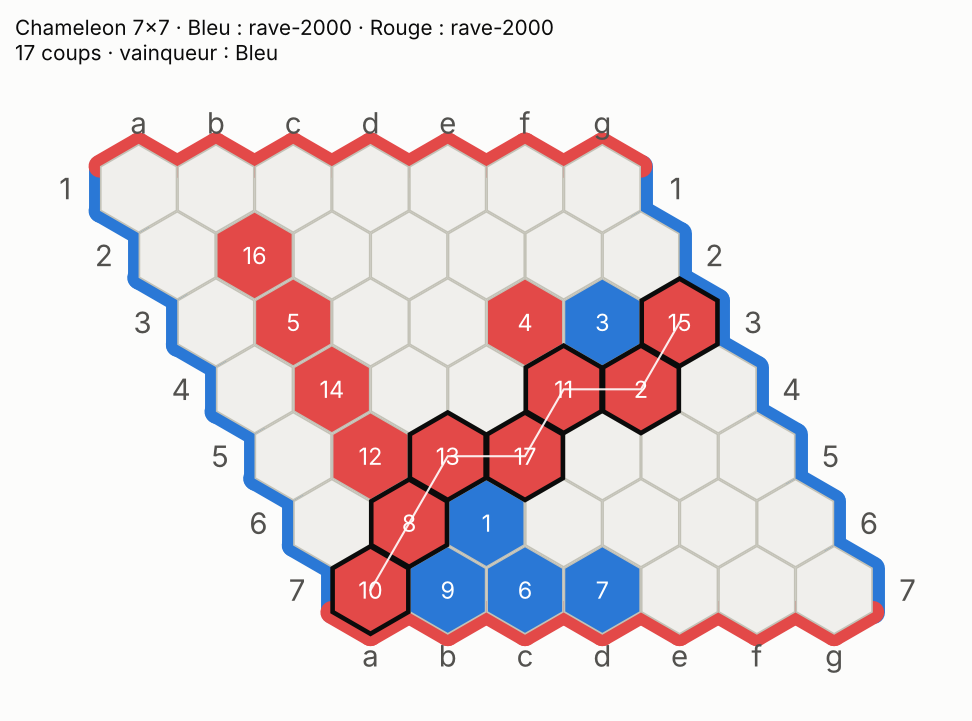 Chameleon 7×7 · Bleu : rave-2000 · Rouge : rave-2000
17 coups · vainqueur : Bleu
a b c d e f g
1 1
2 16 2
3 5 4 3 15 3
4 14 11 2 4
5 12 13 17 5
6 8 1 6
7 10 9 6 7 7
a b c d e f g